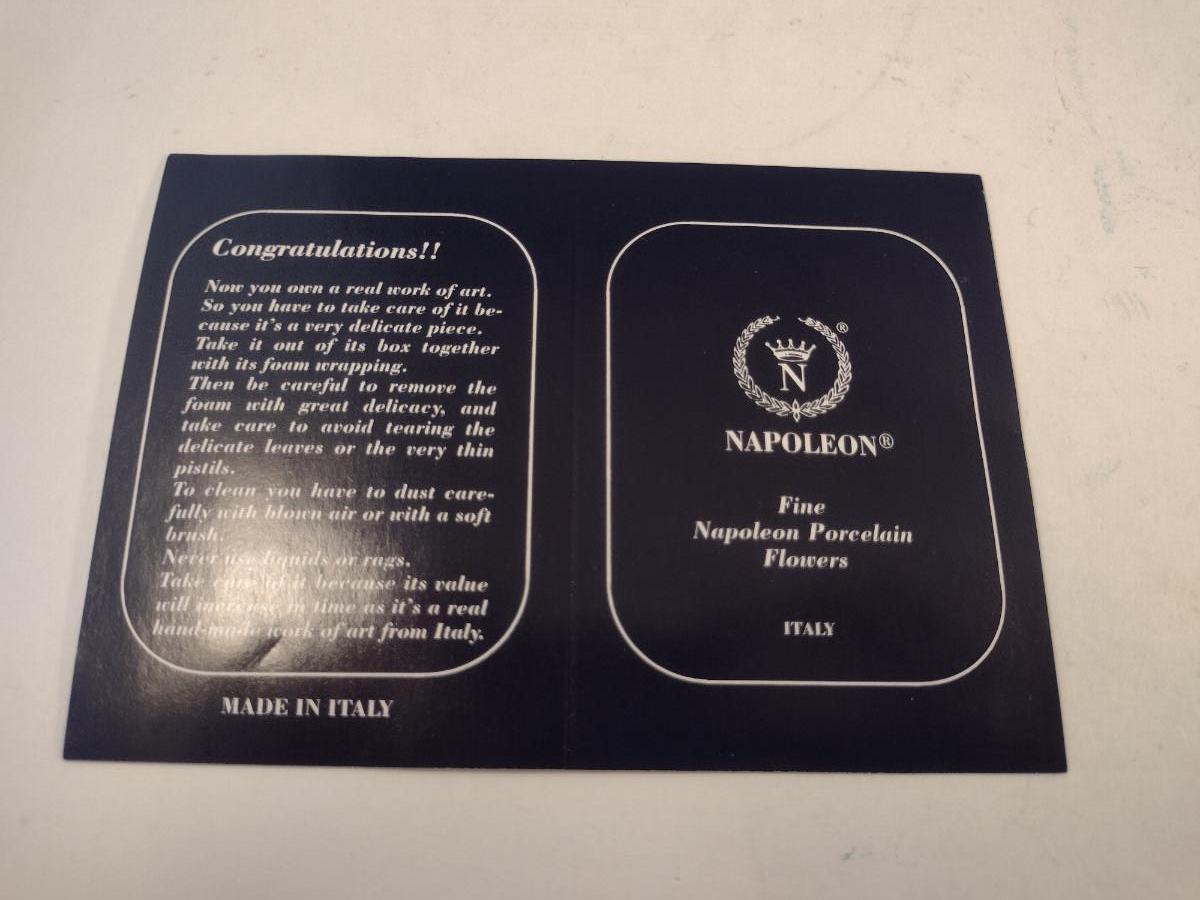 Congratulations!!
Now you own a real work of art.
So you have to take care of it be-
cause it's a very delicate piece.
Take it out of its box together
with its foam wrapping.
Then be careful to remove the
foam with great delicacy, and
take care to avoid tearing the
delicate leaves or the very thin
pistils.
To clean you have to dust care-
fully with blown air or with a soft
brush.
Never use liquids or rags.
Take care of it because its value
will increase in time as it's a real
hand-made work of art from Italy.
MADE IN ITALY
N
®
NAPOLEON®
Fine
Napoleon Porcelain
Flowers
ITALY